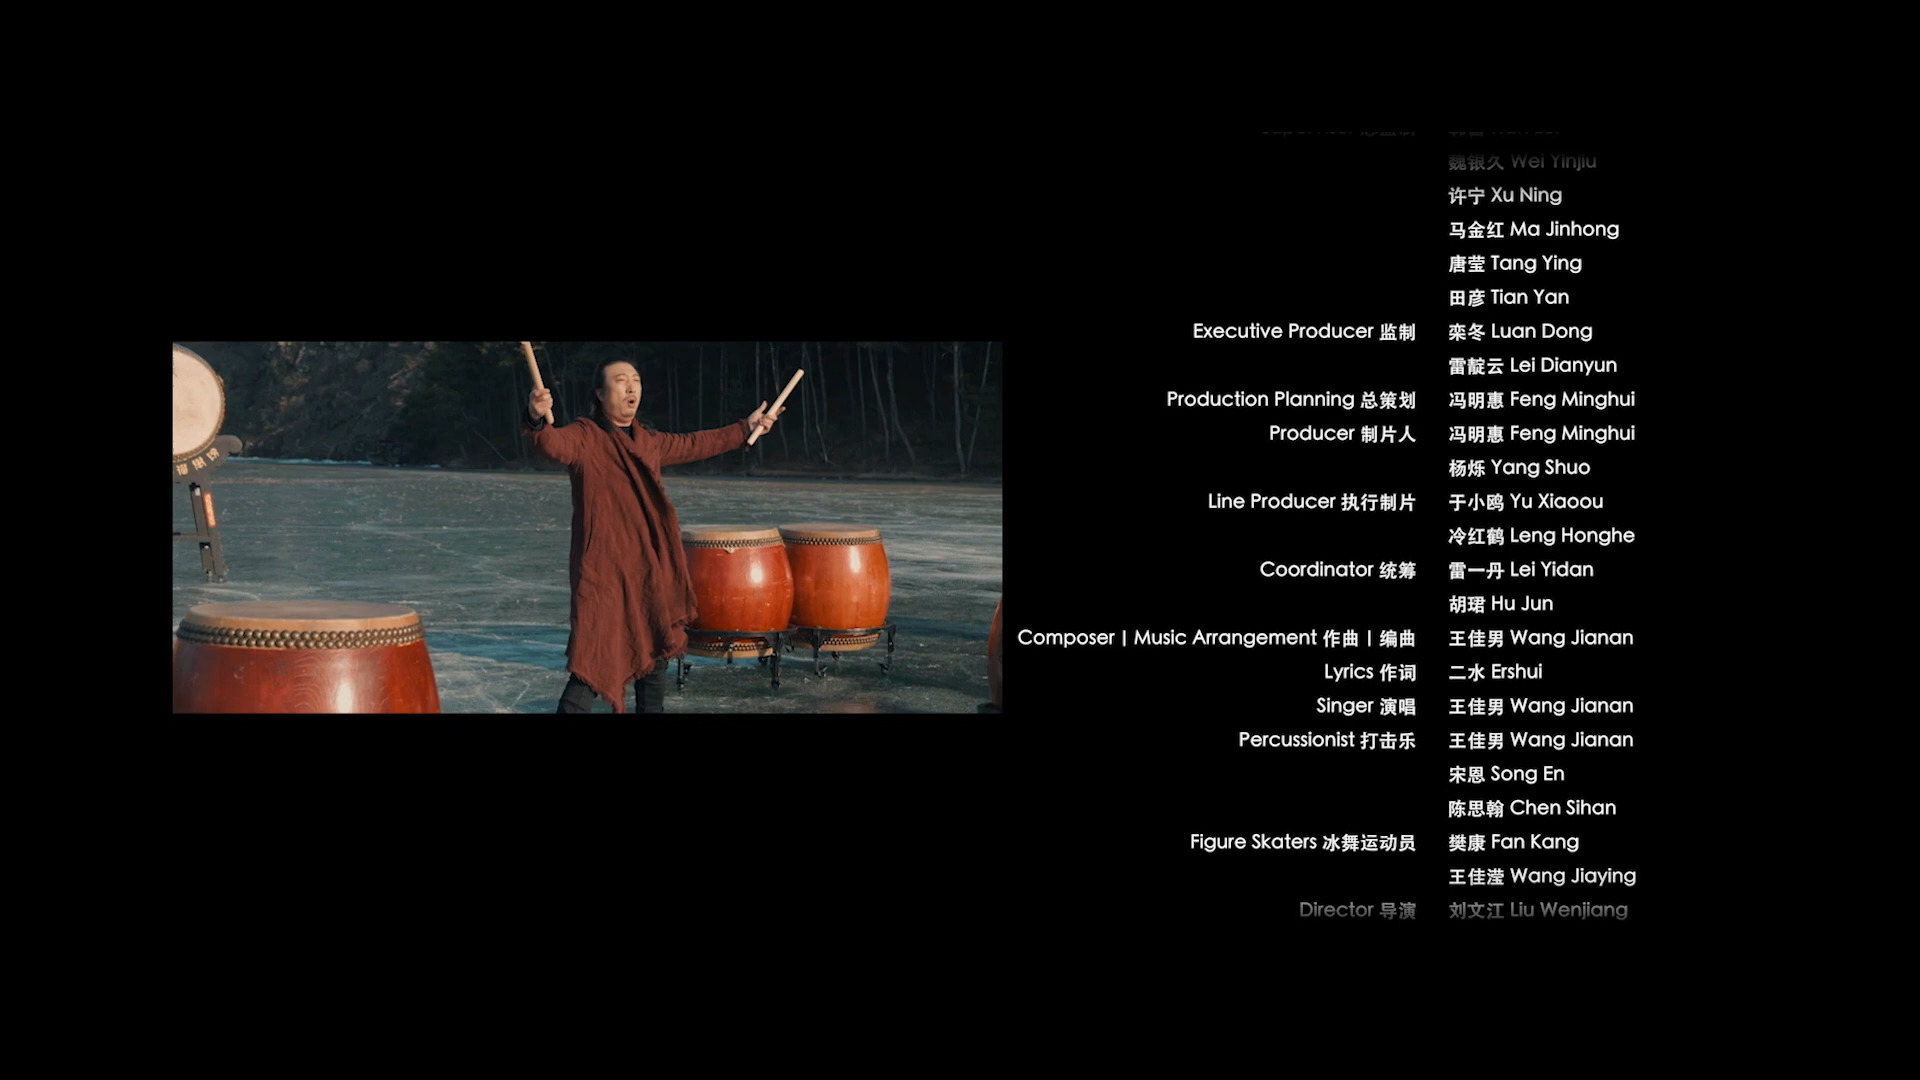 魏银久 Wei Yinjiu
许宁 Xu Ning
马金红 Ma Jinhong
唐莹 Tang Ying
田彦 Tian Yan
Executive Producer 监制 栾冬 Luan Dong
雷靛云 Lei Dianyun
Production Planning 总策划 冯明惠 Feng Minghui
Producer 制片人 冯明惠 Feng Minghui
杨烁 Yang Shuo
Line Producer 执行制片 于小鸥 Yu Xiaoou
冷红鹤 Leng Honghe
Coordinator 统筹 雷一丹 Lei Yidan
胡珺 Hu Jun
Composer | Music Arrangement 作曲 | 编曲 王佳男 Wang Jianan
Lyrics 作词 二水 Ershui
Singer 演唱 王佳男 Wang Jianan
Percussionist 打击乐 王佳男 Wang Jianan
宋恩 Song En
陈思翰 Chen Sihan
Figure Skaters 冰舞运动员 樊康 Fan Kang
王佳滢 Wang Jiaying
Director 导演 刘文江 Liu Wenjiang